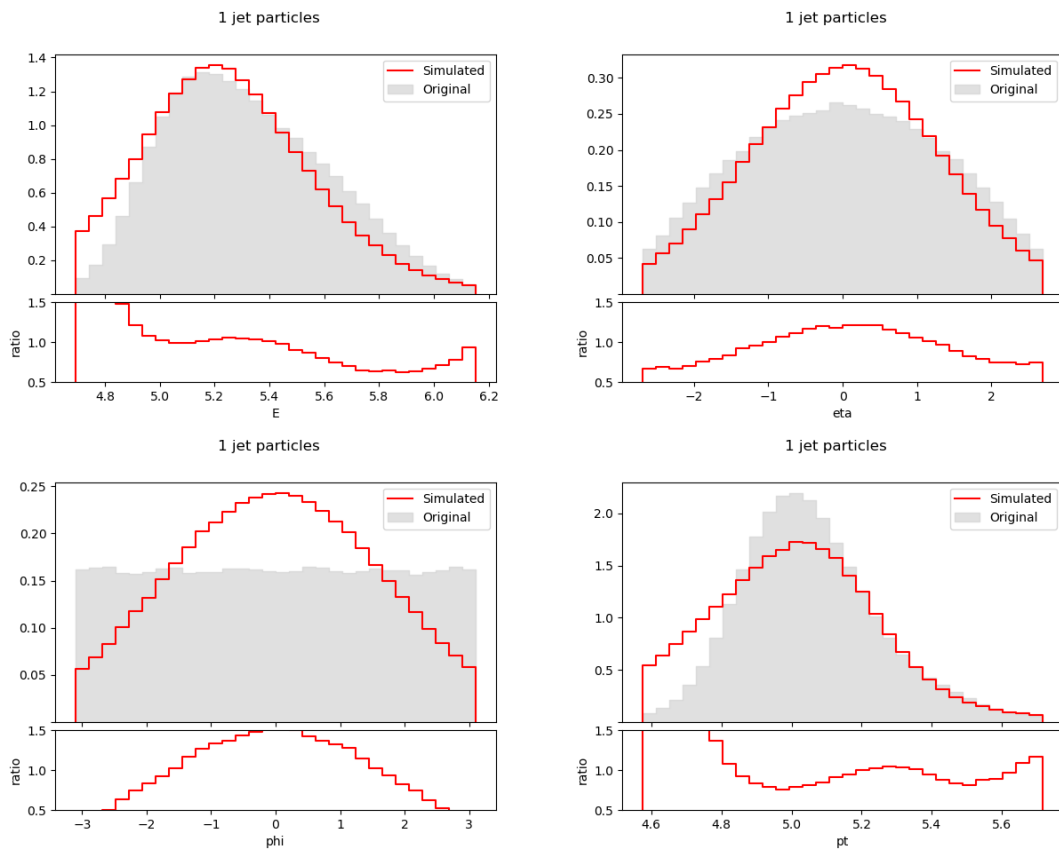 1 jet particles
1.4
1.2
1.0
0.8
0.6
0.4
0.2
Simulated
Original
1.5
1.0
0.5
ratio
4.8 5.0 5.2 5.4 5.6 5.8 6.0 6.2
E
1 jet particles
0.30
0.25
0.20
0.15
0.10
0.05
Simulated
Original
1.5
1.0
0.5
ratio
−2 −1 0 1 2
eta
1 jet particles
0.25
0.20
0.15
0.10
0.05
Simulated
Original
1.5
1.0
0.5
ratio
−3 −2 −1 0 1 2 3
phi
1 jet particles
2.0
1.5
1.0
0.5
Simulated
Original
1.5
1.0
0.5
ratio
4.6 4.8 5.0 5.2 5.4 5.6
pt